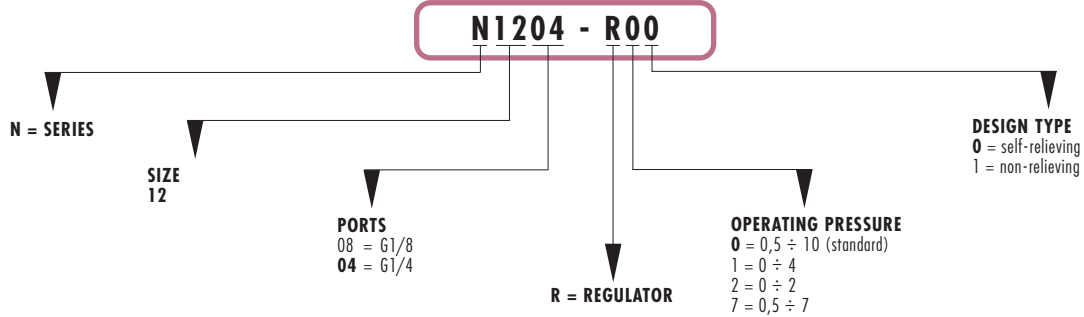 N1204 - R00
N = SERIES
SIZE
12
PORTS
08 = G1/8
04 = G1/4
R = REGULATOR
OPERATING PRESSURE
0 = 0,5 ÷ 10 (standard)
1 = 0 ÷ 4
2 = 0 ÷ 2
7 = 0,5 ÷ 7
DESIGN TYPE
0 = self-relieving
1 = non-relieving